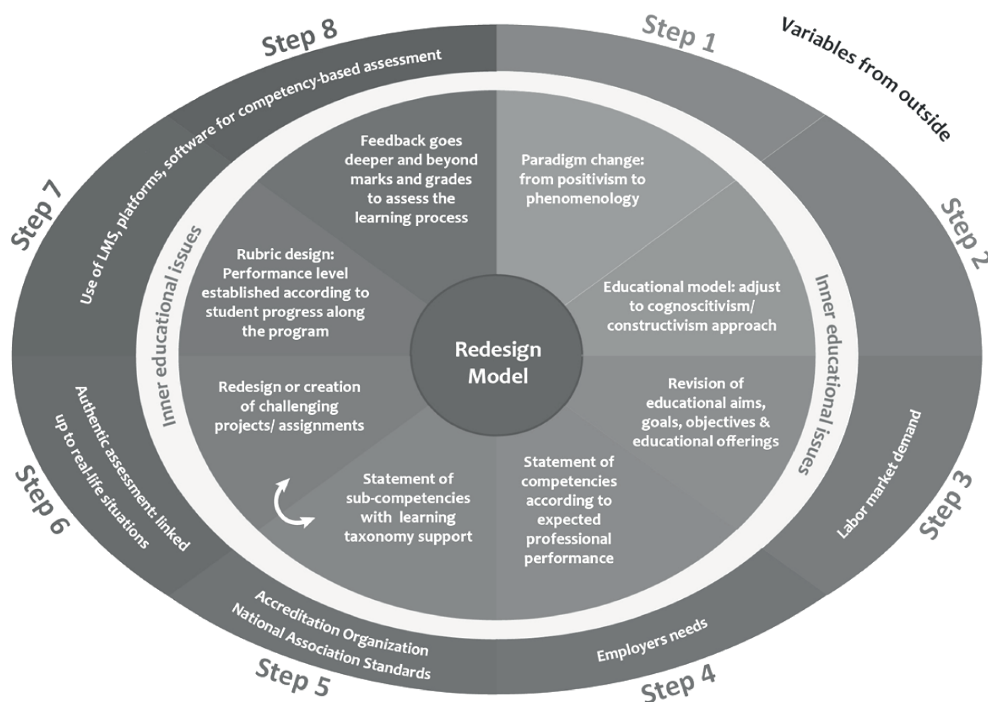 Step 1
Variables from outside
Step 2
Step 3
Step 4
Step 5
Step 6
Step 7
Step 8
Use of LMS, platforms, software for competency-based assessment
Labor market demand
Employers needs
Accreditation Organization
National Association Standards
Authentic assessment: linked
up to real-life situations
Inner educational issues
Inner educational issues
Paradigm change:
from positivism to
phenomenology
Educational model: adjust
to cognoscitivism/
constructivism approach
Revision of
educational aims,
goals, objectives &
educational offerings
Statement of
competencies
according to
expected
professional
performance
Statement of
sub-competencies
with learning
taxonomy support
Redesign or creation
of challenging
projects/ assignments
Rubric design:
Performance level
established according to
student progress along
the program
Feedback goes
deeper and beyond
marks and grades
to assess the
learning process
Redesign
Model